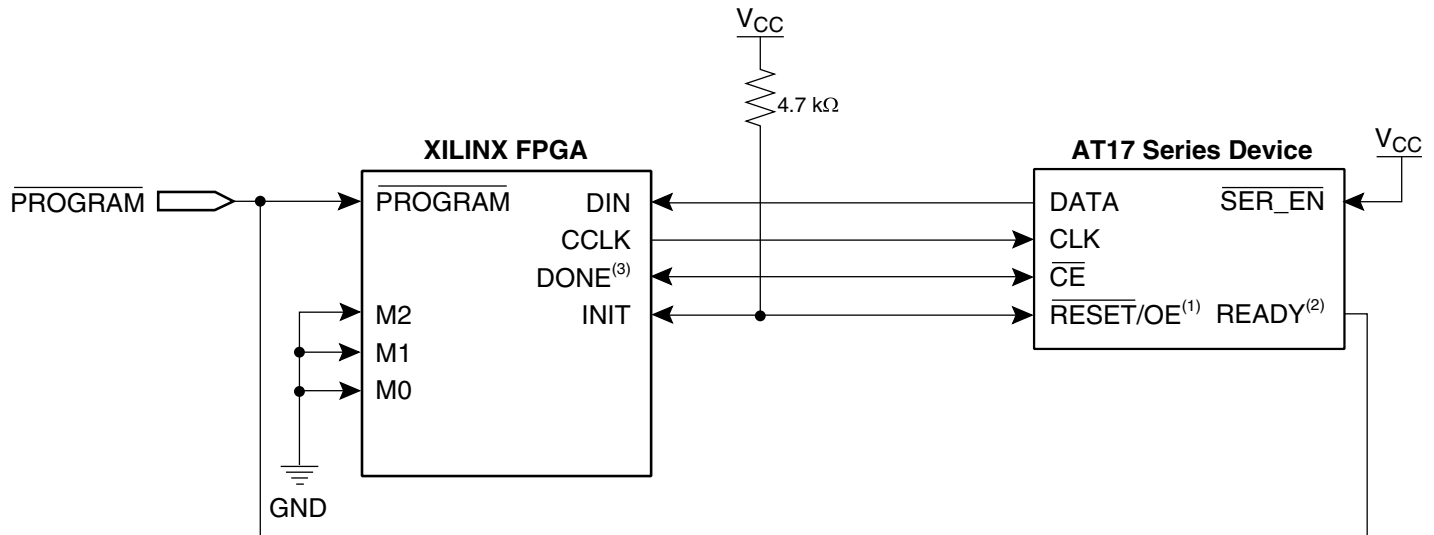 VCC
4.7 kΩ
XILINX FPGA
AT17 Series Device
VCC
PROGRAM
PROGRAM
DIN
DATA
SER_EN
CCLK
CLK
DONE(3)
CE
M2
INIT
RESET/OE(1)
READY(2)
M1
M0
GND